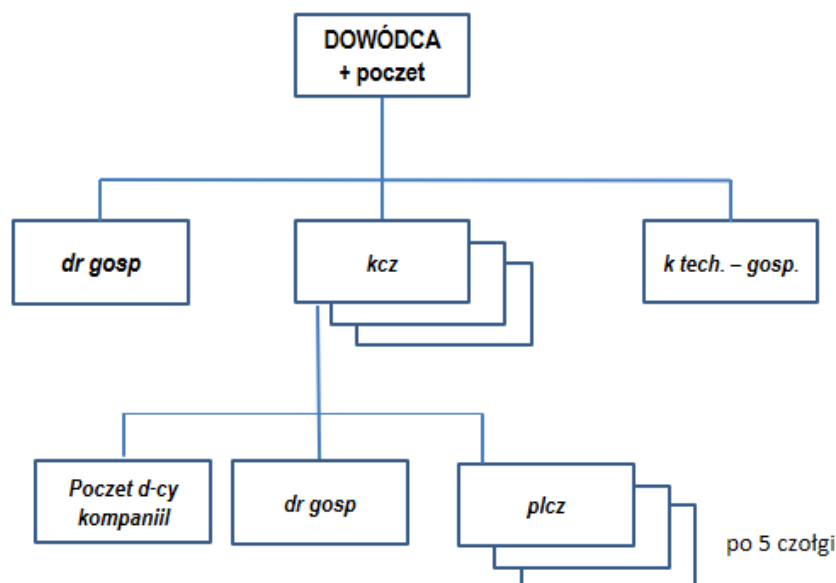 DOWÓDCA
+ poczet
dr gosp
kcz
k tech. – gosp.
Poczet d-cy
kompaniil
dr gosp
plcz
po 5 czołgi